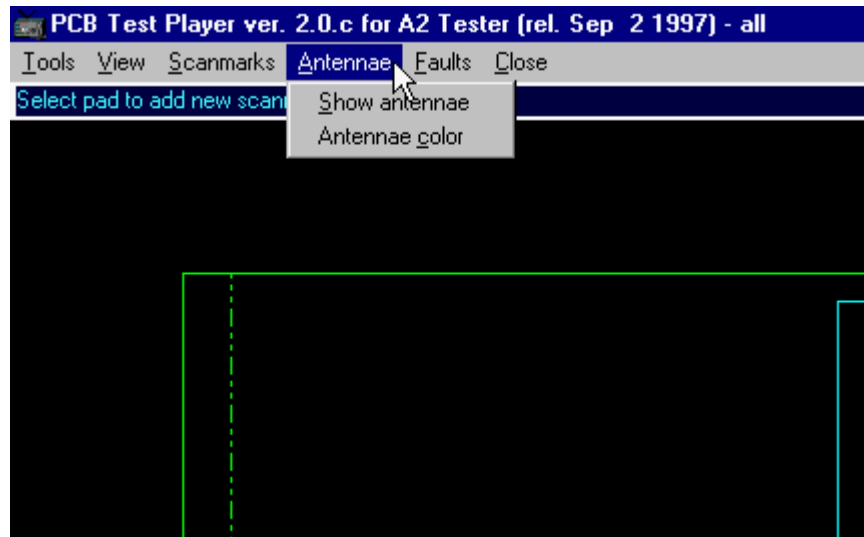 PCB Test Player ver. 2.0.c for A2 Tester (rel. Sep 2 1997) - all
Tools View Scanmarks Antennae Faults Close
Select pad to add new
Show antennae
Antennae color